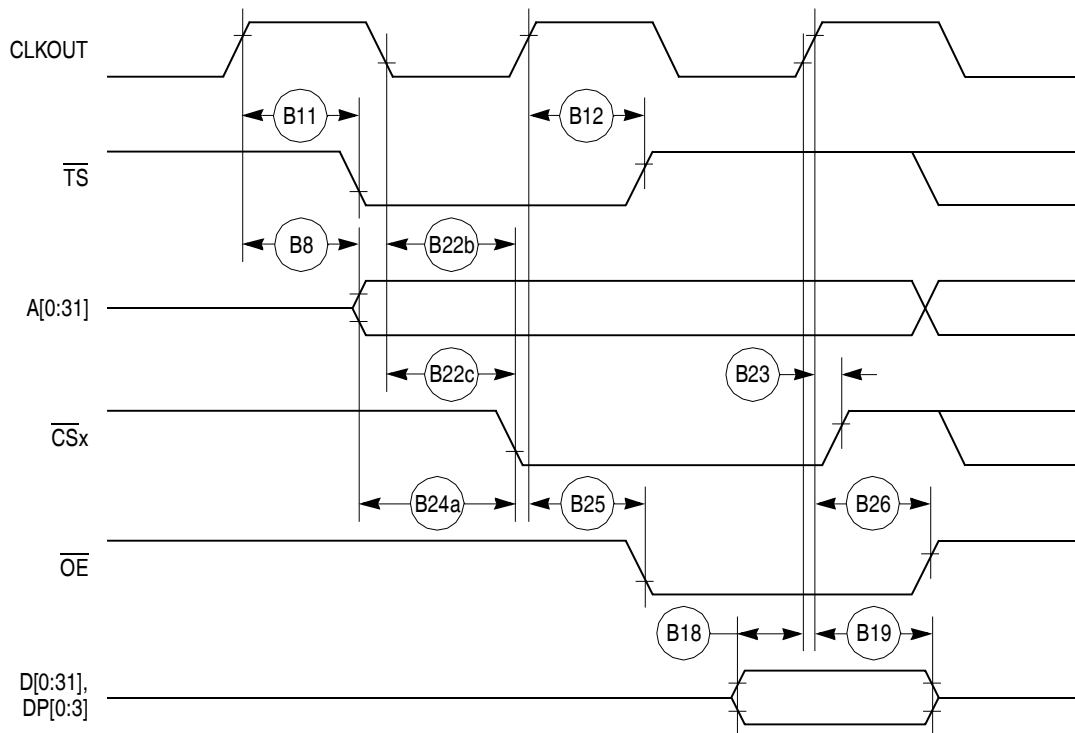 CLKOUT
B11
B12
TS
B8
B22b
A[0:31]
B22c
B23
CSx
B24a
B25
B26
OE
B18
B19
D[0:31],
DP[0:3]